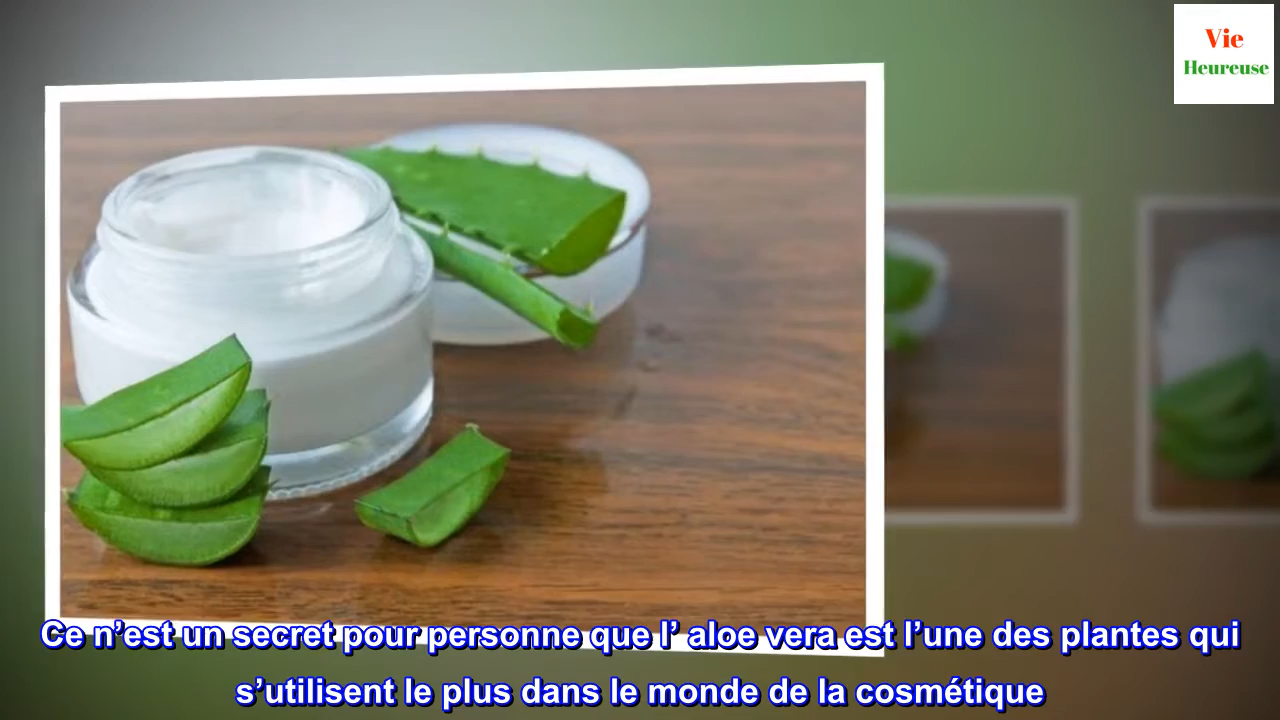 Vie
Heureuse
Ce n’est un secret pour personne que l’ aloe vera est l’une des plantes qui
s’utilisent le plus dans le monde de la cosmétique